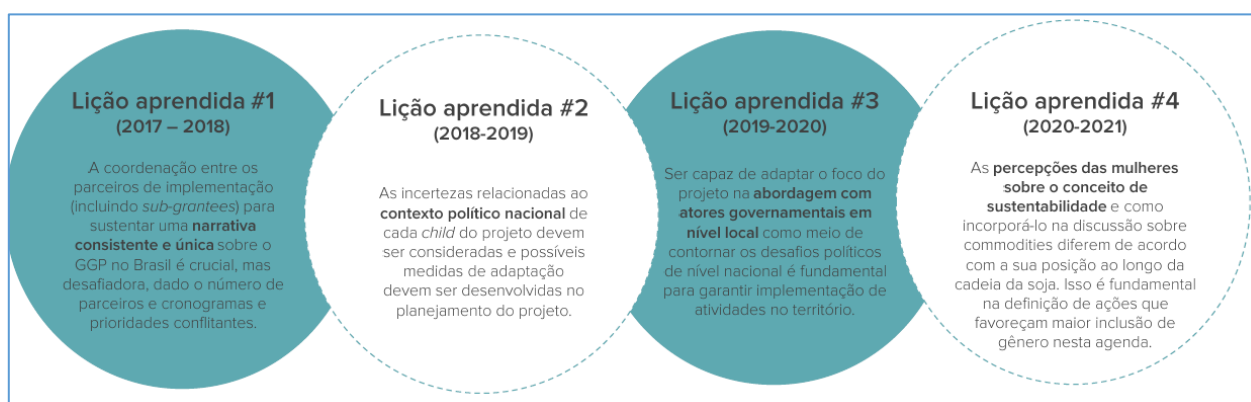 Lição aprendida #1
(2017 – 2018)
A coordenação entre os
parceiros de implementação
(incluindo sub-grantees) para
sustentar uma narrativa
consistente e única sobre o
GGP no Brasil é crucial, mas
desafiadora, dado o número de
parceiros e cronogramas e
prioridades conflitantes.
Lição aprendida #2
(2018-2019)
As incertezas relacionadas ao
contexto político nacional de
cada child do projeto devem
ser consideradas e possíveis
medidas de adaptação
devem ser desenvolvidas no
planejamento do projeto.
Lição aprendida #3
(2019-2020)
Ser capaz de adaptar o foco do
projeto na abordagem com
atores governamentais em
nível local como meio de
contornar os desafios políticos
de nível nacional é fundamental
para garantir implementação de
atividades no território.
Lição aprendida #4
(2020-2021)
As percepções das mulheres
sobre o conceito de
sustentabilidade e como
incorporá-lo na discussão sobre
commodities diferem de acordo
com a sua posição ao longo da
cadeia da soja. Isso é fundamental
na definição de ações que
favoreçam maior inclusão de
gênero nesta agenda.